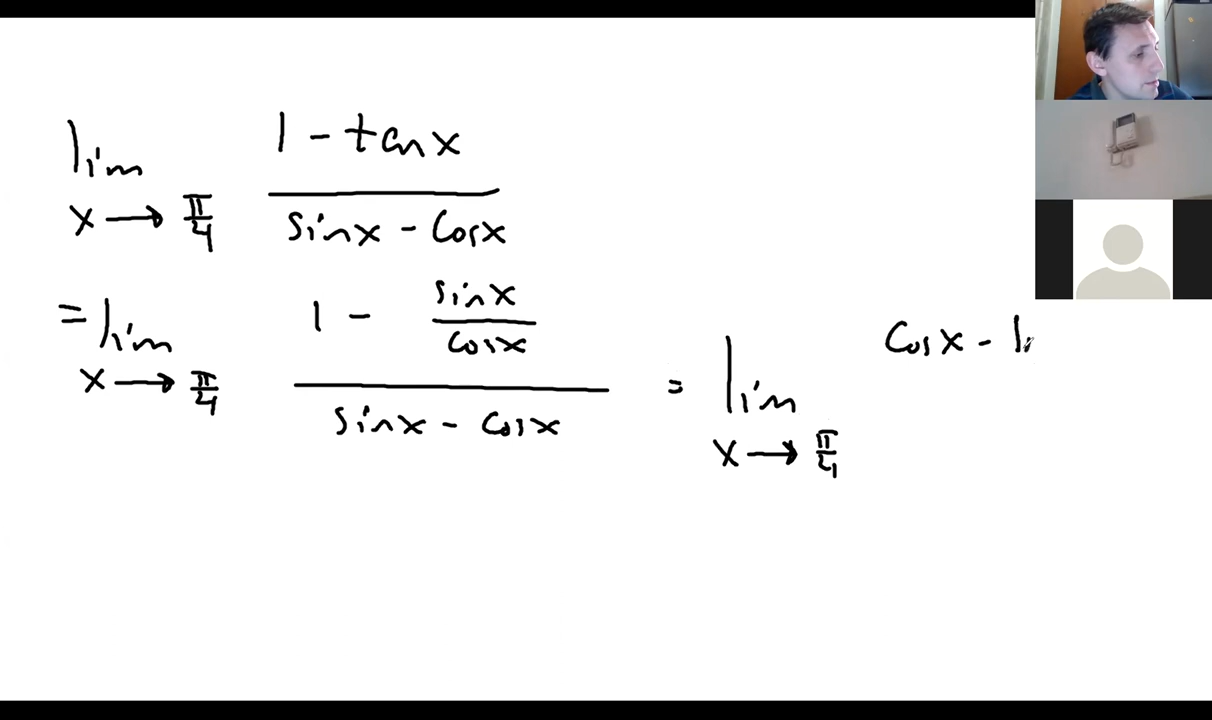 lim 1 - tanx
x → π/4 sinx - cosx
= lim 1 - sinx/cosx
x → π/4 sinx - cosx
= lim cosx -
x → π/4